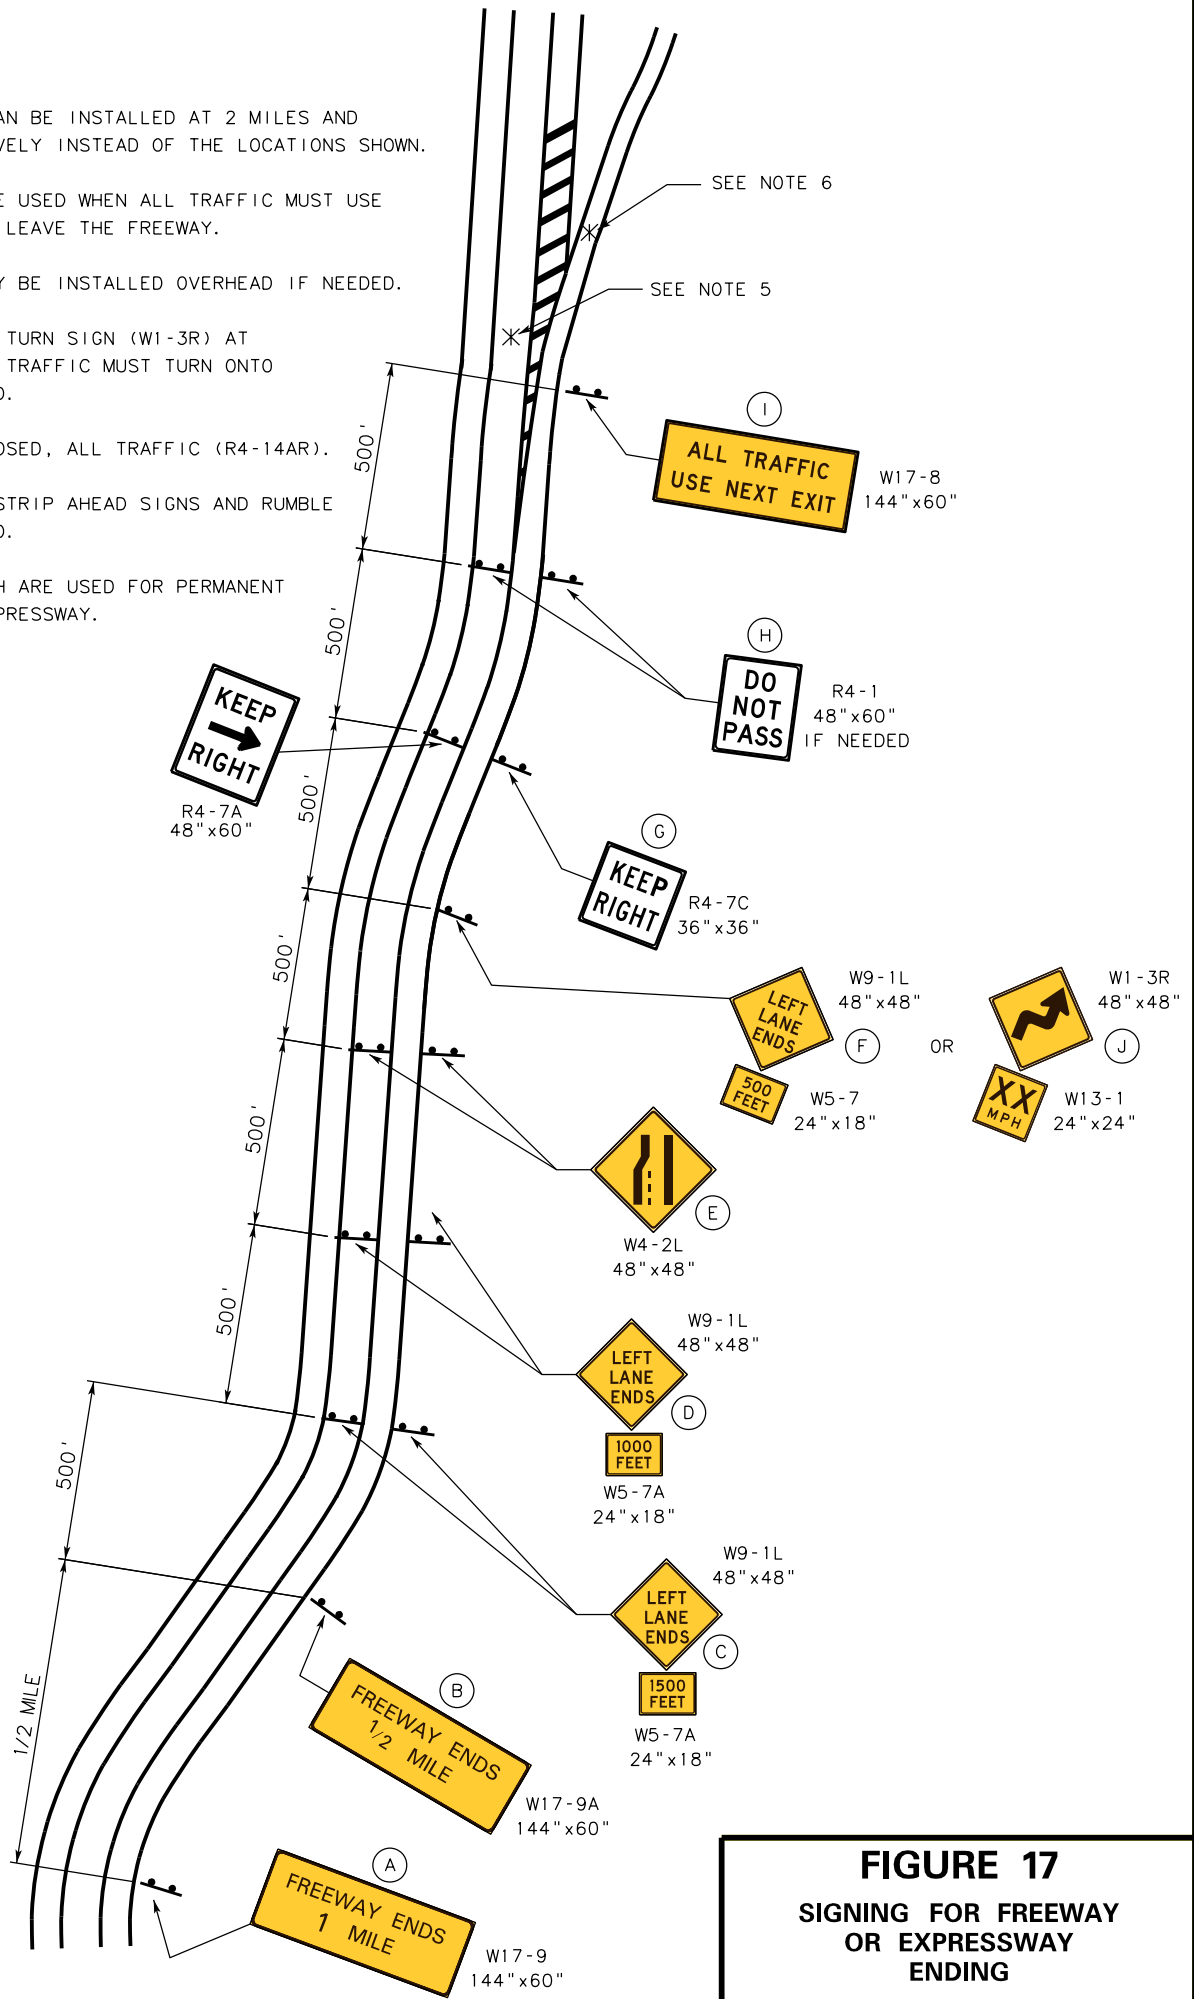 AN BE INSTALLED AT 2 MILES AND
VELY INSTEAD OF THE LOCATIONS SHOWN.
E USED WHEN ALL TRAFFIC MUST USE
LEAVE THE FREEWAY.
Y BE INSTALLED OVERHEAD IF NEEDED.
TURN SIGN (W1-3R) AT
TRAFFIC MUST TURN ONTO
D.
OSED, ALL TRAFFIC (R4-14AR).
STRIP AHEAD SIGNS AND RUMBLE
D.
H ARE USED FOR PERMANENT
PRESSWAY.
SEE NOTE 6
SEE NOTE 5
500'
I
ALL TRAFFIC
USE NEXT EXIT
W17-8
144"x60"
500'
H
DO
NOT
PASS
R4-1
48"x60"
IF NEEDED
KEEP
RIGHT
R4-7A
48"x60"
500'
G
KEEP
RIGHT
R4-7C
36"x36"
500'
LEFT
LANE
ENDS
W9-1L
48"x48"
F
500
FEET
W5-7
24"x18"
OR
W1-3R
48"x48"
J
XX
MPH
W13-1
24"x24"
500'
E
W4-2L
48"x48"
500'
W9-1L
48"x48"
LEFT
LANE
ENDS
D
1000
FEET
W5-7A
24"x18"
500'
W9-1L
48"x48"
LEFT
LANE
ENDS
C
1500
FEET
W5-7A
24"x18"
1/2 MILE
B
FREEWAY ENDS
1/2 MILE
W17-9A
144"x60"
A
FREEWAY ENDS
1 MILE
W17-9
144"x60"
FIGURE 17
SIGNING FOR FREEWAY
OR EXPRESSWAY
ENDING